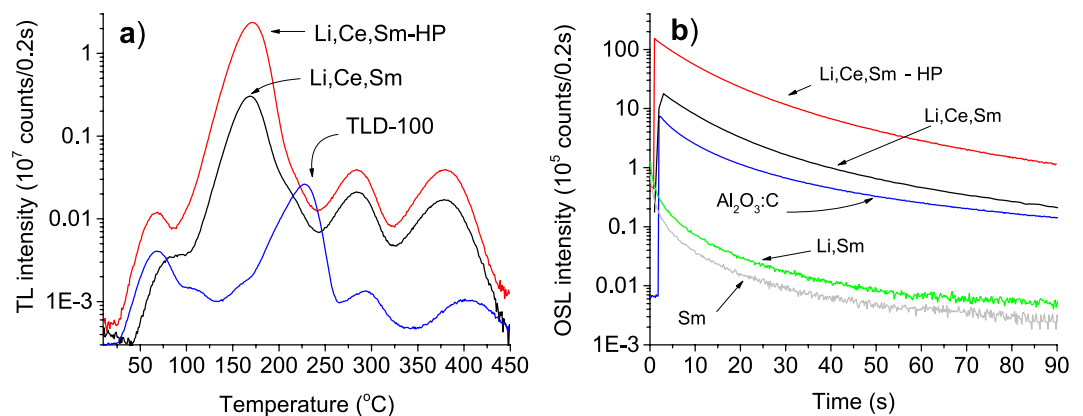 a)
TL intensity (10⁷ counts/0.2s)
1
0.1
0.01
1E−3
Li,Ce,Sm-HP
Li,Ce,Sm
TLD-100
50 100 150 200 250 300 350 400 450
Temperature (°C)
b)
OSL intensity (10⁵ counts/0.2s)
100
10
1
0.1
0.01
1E−3
Li,Ce,Sm - HP
Li,Ce,Sm
Al₂O₃:C
Li,Sm
Sm
0 10 20 30 40 50 60 70 80 90
Time (s)